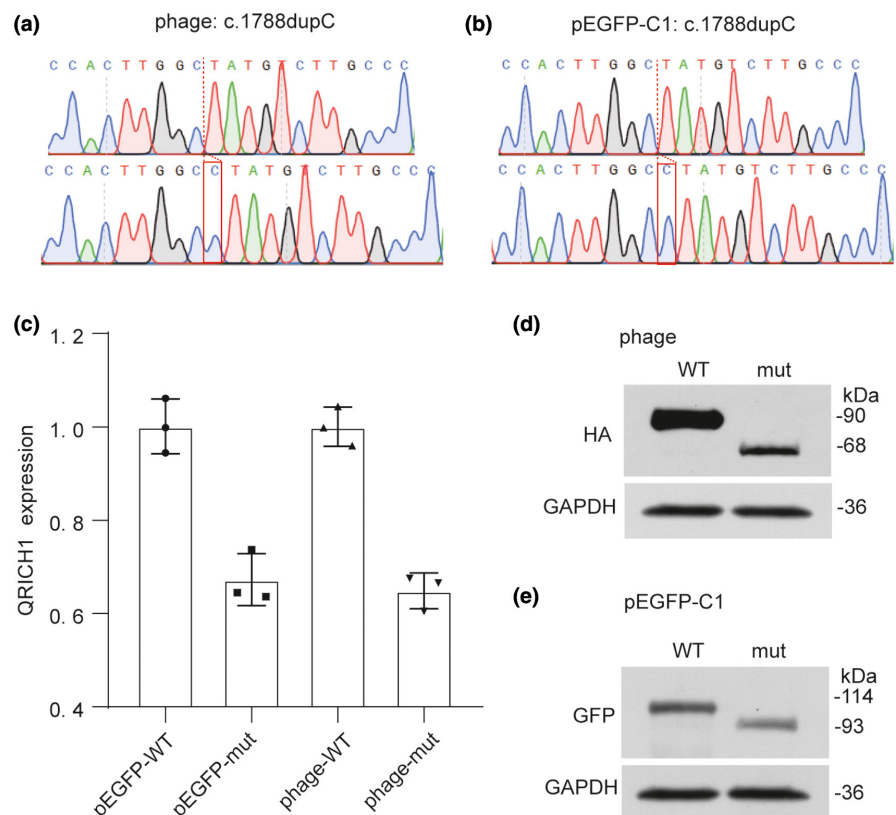 (a) phage: c.1788dupC
C C A C T T G G C T A T G T C T T G C C C
C C A C T T G G C C T A T G T C T T G C C C
(b) pEGFP-C1: c.1788dupC
C C A C T T G G C T A T G T C T T G C C C
C C A C T T G G C C T A T G T C T T G C C C
(c)
QRICH1 expression
1. 2
1. 0
0. 8
0. 6
0. 4
pEGFP-WT
pEGFP-mut
phage-WT
phage-mut
(d) phage
WT mut
kDa
HA
-90
-68
GAPDH -36
(e) pEGFP-C1
WT mut
kDa
GFP
-114
-93
GAPDH -36